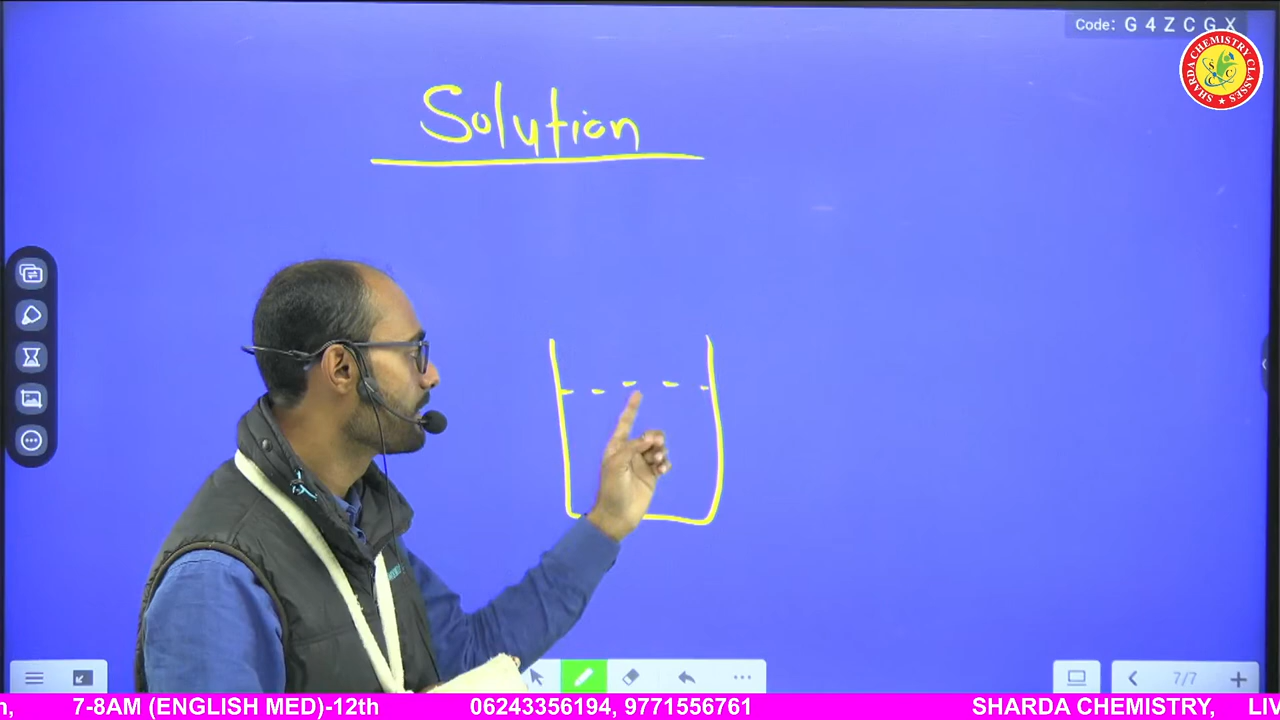 Code: G 4 Z C G X
SHARDA CHEMISTRY CLASSES
Solution
7/7
7-8AM (ENGLISH MED)-12th 06243356194, 9771556761 SHARDA CHEMISTRY,